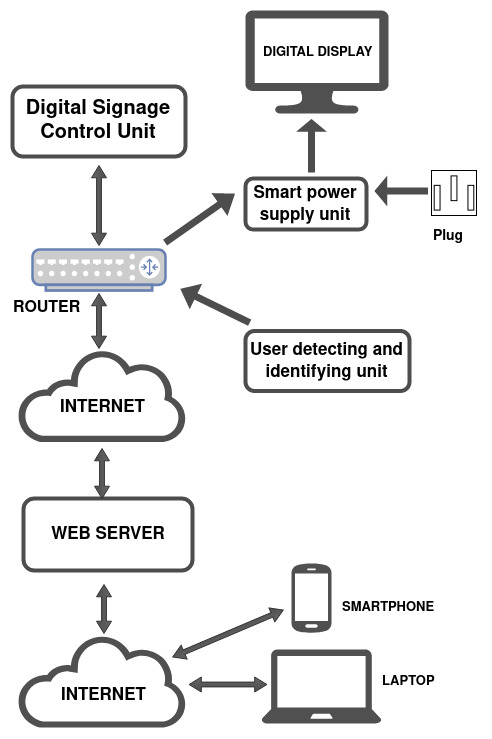 DIGITAL DISPLAY
Digital Signage
Control Unit
Smart power
supply unit
Plug
ROUTER
User detecting and
identifying unit
INTERNET
WEB SERVER
SMARTPHONE
LAPTOP
INTERNET